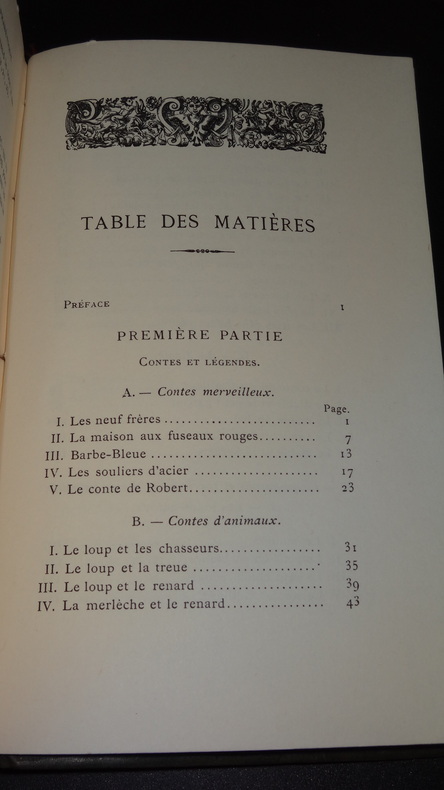 TABLE DES MATIÈRES
PRÉFACE 1
PREMIÈRE PARTIE
CONTES ET LÉGENDES.
A. — Contes merveilleux.
Page.
I. Les neuf frères .......................... 1
II. La maison aux fuseaux rouges.......... 7
III. Barbe-Bleue ............................ 13
IV. Les souliers d'acier ..................... 17
V. Le conte de Robert...................... 23
B. — Contes d'animaux.
I. Le loup et les chasseurs.................. 31
II. Le loup et la treue ...................... 35
III. Le loup et le renard ..................... 39
IV. La merlèche et le renard................. 43